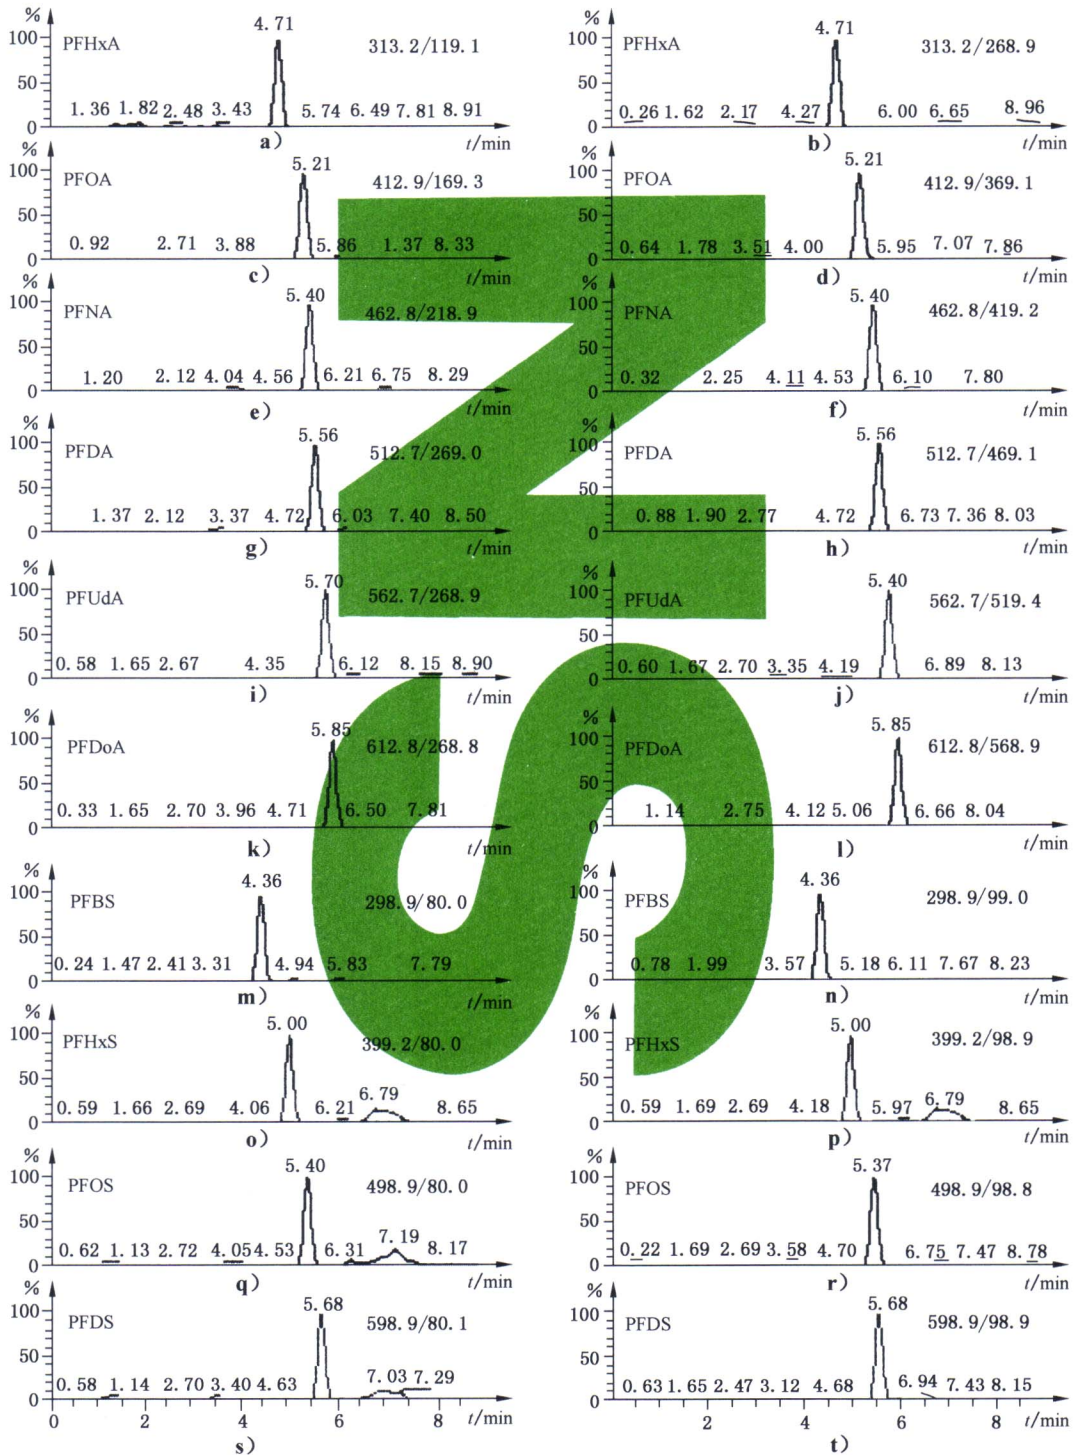 %
100
PFHxA
4.71
313.2/119.1
50
1.36 1.82 2.48 3.43 5.74 6.49 7.81 8.91
0
a)
t/min
%
100
PFHxA
4.71
313.2/268.9
50
0.26 1.62 2.17 4.27 6.00 6.65 8.96
0
b)
t/min
%
100
PFOA
5.21
412.9/169.3
50
0.92 2.71 3.88 5.86 1.37 8.33
0
c)
t/min
%
100
PFOA
5.21
412.9/369.1
50
0.64 1.78 3.51 4.00 5.95 7.07 7.86
0
d)
t/min
%
100
PFNA
5.40
462.8/218.9
50
1.20 2.12 4.04 4.56 6.21 6.75 8.29
0
e)
t/min
%
100
PFNA
5.40
462.8/419.2
50
0.32 2.25 4.11 4.53 6.10 7.80
0
f)
t/min
%
100
PFDA
5.56
512.7/269.0
50
1.37 2.12 3.37 4.72 6.03 7.40 8.50
0
g)
t/min
%
100
PFDA
5.56
512.7/469.1
50
0.88 1.90 2.77 4.72 6.73 7.36 8.03
0
h)
t/min
%
100
PFUdA
5.70
562.7/268.9
50
0.58 1.65 2.67 4.35 6.12 8.15 8.90
0
i)
t/min
%
100
PFUdA
5.40
562.7/519.4
50
0.60 1.67 2.70 3.35 4.19 6.89 8.13
0
j)
t/min
%
100
PFDoA
5.85
612.8/268.8
50
0.33 1.65 2.70 3.96 4.71 6.50 7.81
0
k)
t/min
%
100
PFDoA
5.85
612.8/568.9
50
1.14 2.75 4.12 5.06 6.66 8.04
0
l)
t/min
%
100
PFBS
4.36
298.9/80.0
50
0.24 1.47 2.41 3.31 4.94 5.83 7.79
0
m)
t/min
%
100
PFBS
4.36
298.9/99.0
50
0.78 1.99 3.57 5.18 6.11 7.67 8.23
0
n)
t/min
%
100
PFHxS
5.00
399.2/80.0
50
6.79
0.59 1.66 2.69 4.06 6.21 8.65
0
o)
t/min
%
100
PFHxS
5.00
399.2/98.9
50
6.79
0.59 1.69 2.69 4.18 5.97 8.65
0
p)
t/min
%
100
PFOS
5.40
498.9/80.0
50
7.19
0.62 1.13 2.72 4.05 4.53 6.31 8.17
0
q)
t/min
%
100
PFOS
5.37
498.9/98.8
50
0.22 1.69 2.69 3.58 4.70 6.75 7.47 8.78
0
r)
t/min
%
100
PFDS
5.68
598.9/80.1
50
7.03 7.29
0.58 1.14 2.70 3.40 4.63
0
0 2 4 6 8 t/min
s)
%
100
PFDS
5.68
598.9/98.9
50
6.94
0.63 1.65 2.47 3.12 4.68 7.43 8.15
0
2 4 6 8 t/min
t)